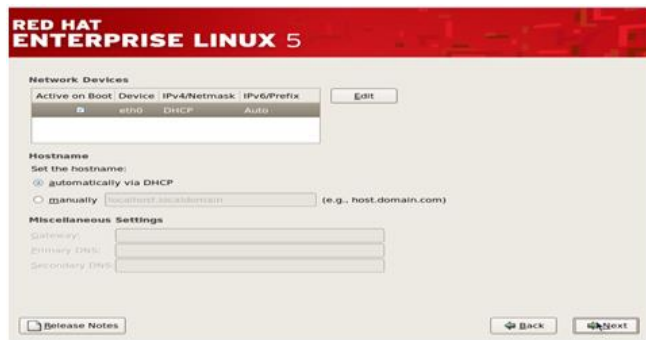 RED HAT
ENTERPRISE LINUX 5
Network Devices
Active on Boot Device IPv4/Netmask IPv6/Prefix
Edit
eth0 DHCP Auto
Hostname
Set the hostname:
automatically via DHCP
manually localhost.localdomain (e.g., host.domain.com)
Miscellaneous Settings
Gateway:
Primary DNS:
Secondary DNS:
Release Notes Back Next